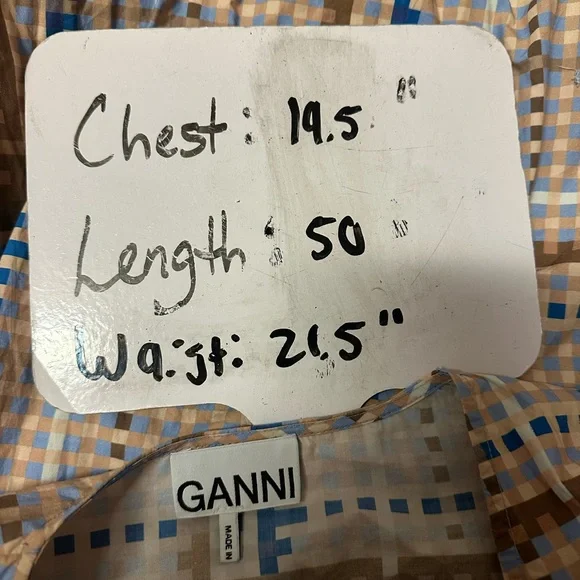 Chest: 19.5 "
Length: 50 "
Waist: 21.5"
GANNI
MADE IN